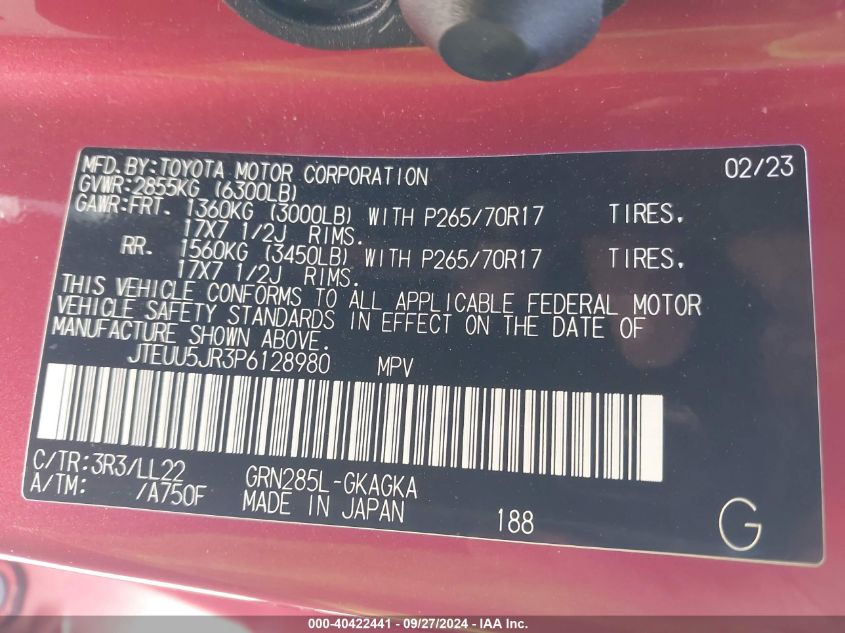 MFD.BY:TOYOTA MOTOR CORPORATION 02/23
GVWR:2855KG (6300LB)
GAWR:FRT. 1360KG (3000LB) WITH P265/70R17 TIRES.
17X7 1/2J RIMS.
RR. 1560KG (3450LB) WITH P265/70R17 TIRES.
17X7 1/2J RIMS.
THIS VEHICLE CONFORMS TO ALL APPLICABLE FEDERAL MOTOR
VEHICLE SAFETY STANDARDS IN EFFECT ON THE DATE OF
MANUFACTURE SHOWN ABOVE.
JTEUU5JR3P6128980 MPV
C/TR:3R3/LL22 GRN285L-GKAGKA
A/TM: /A750F MADE IN JAPAN 188 G
000-40422441 - 09/27/2024 - IAA Inc.